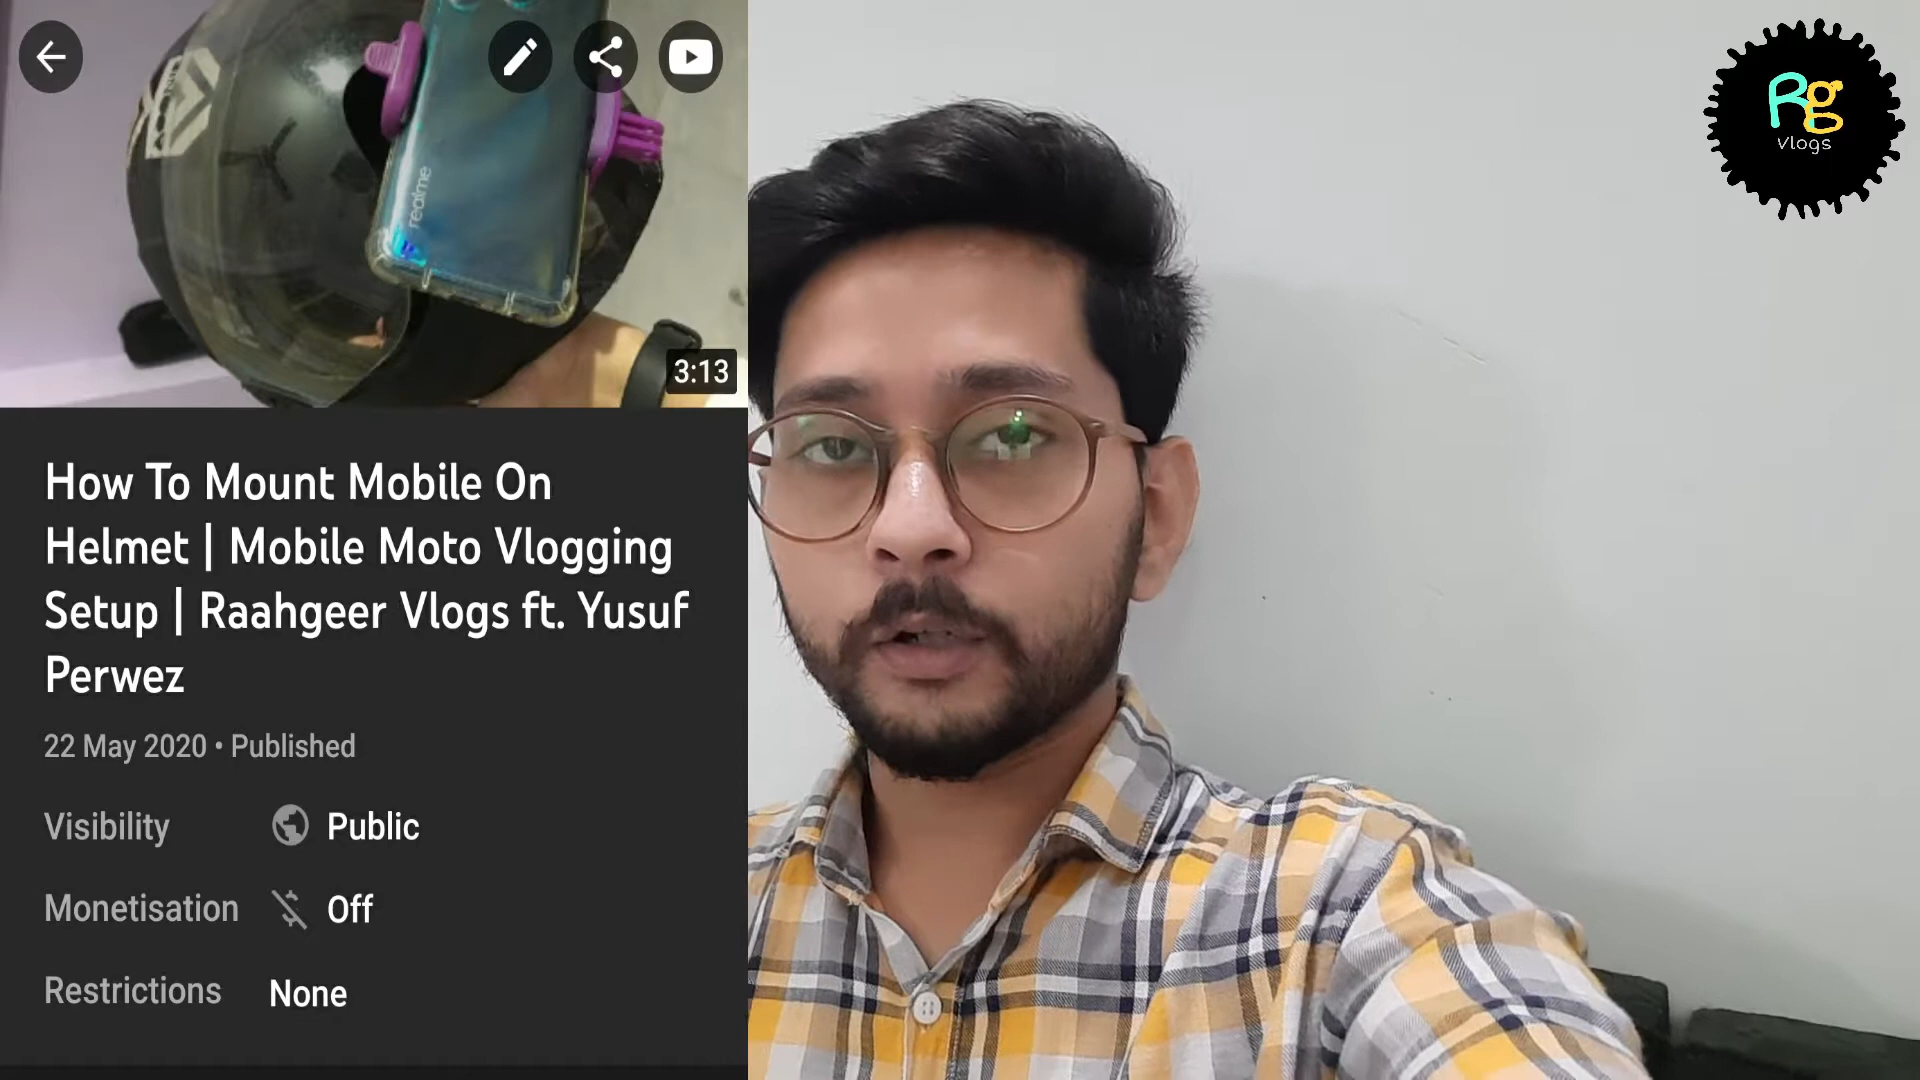 realme
3:13
How To Mount Mobile On
Helmet | Mobile Moto Vlogging
Setup | Raahgeer Vlogs ft. Yusuf
Perwez
22 May 2020 • Published
Visibility Public
Monetisation Off
Restrictions None
Rg
Vlogs